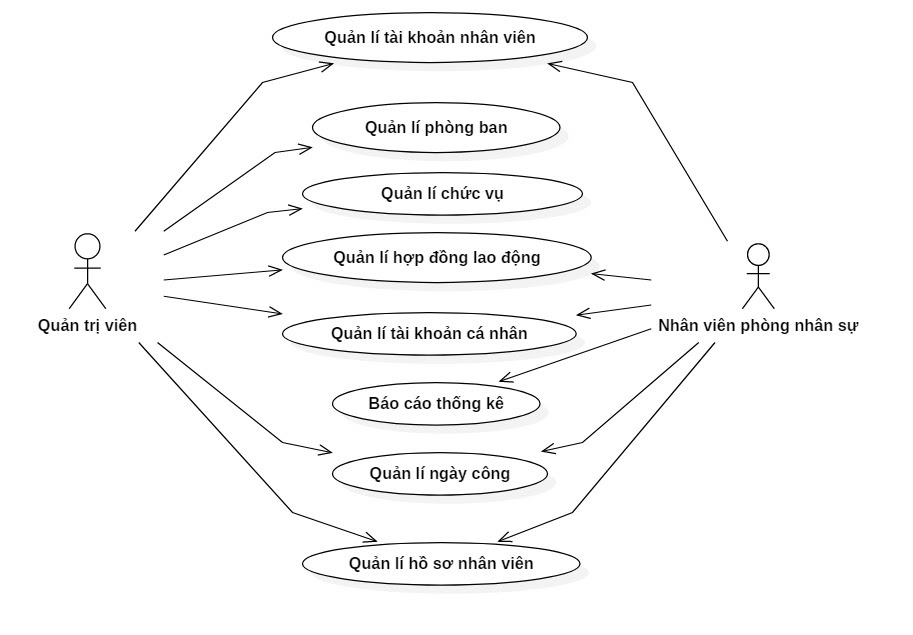 Quản lí tài khoản nhân viên
Quản lí phòng ban
Quản lí chức vụ
Quản lí hợp đồng lao động
Quản trị viên
Nhân viên phòng nhân sự
Quản lí tài khoản cá nhân
Báo cáo thống kê
Quản lí ngày công
Quản lí hồ sơ nhân viên